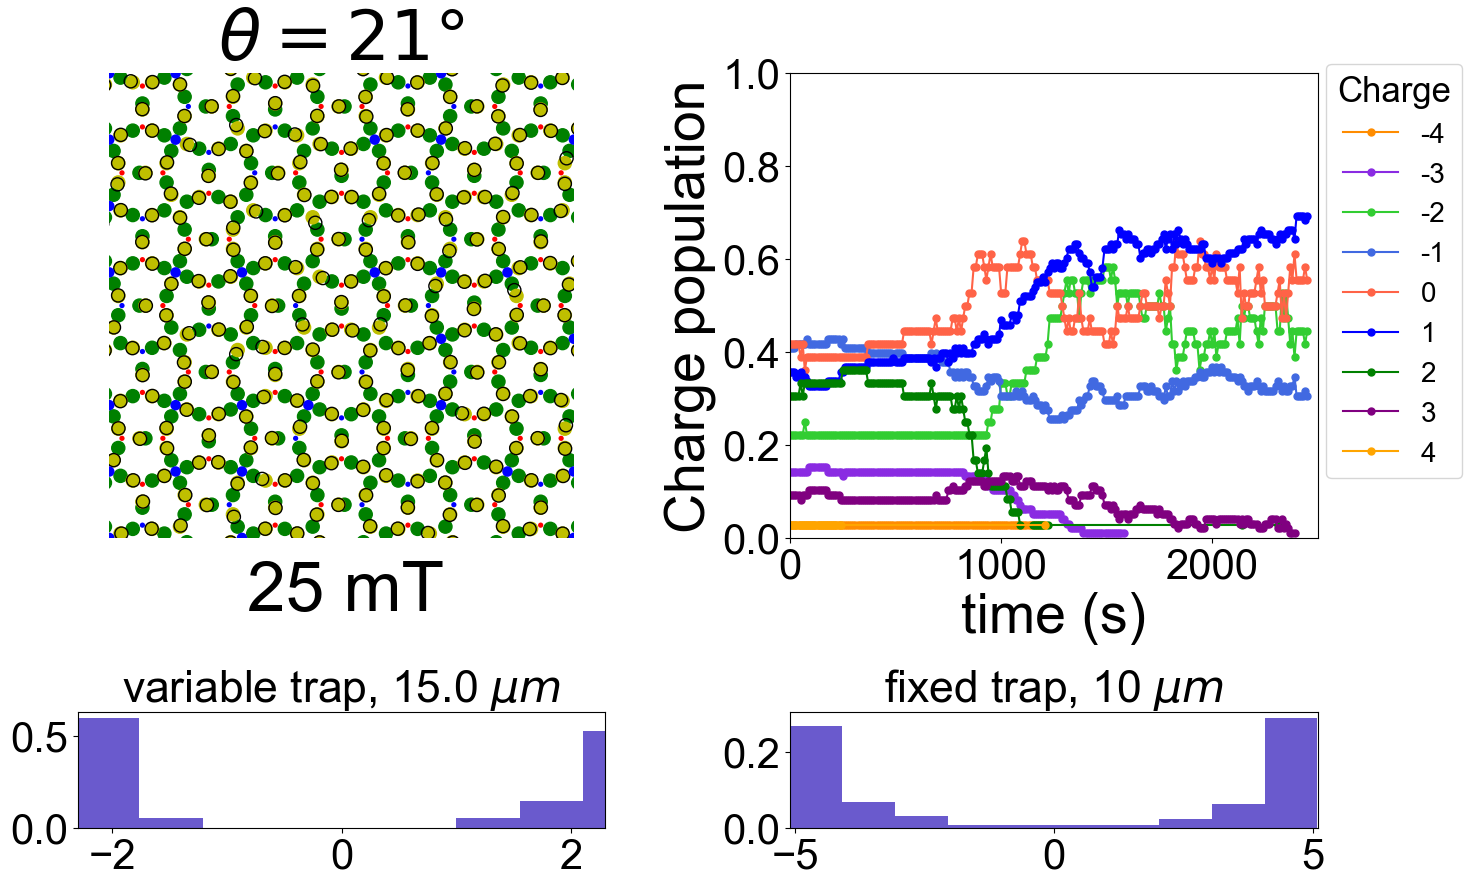 θ = 21°
25 mT
1.0
0.8
0.6
0.4
0.2
0.0
Charge population
0 1000 2000
time (s)
Charge
-4
-3
-2
-1
0
1
2
3
4
variable trap, 15.0 μm
0.5
0.0
−2 0 2
fixed trap, 10 μm
0.2
0.0
−5 0 5